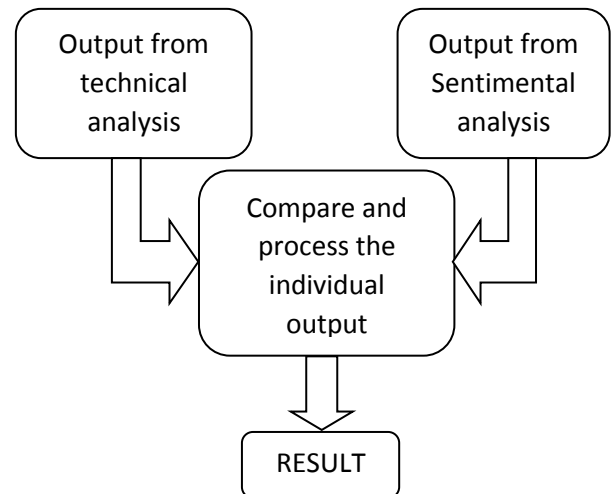 Output from
technical
analysis
Output from
Sentimental
analysis
Compare and
process the
individual
output
RESULT